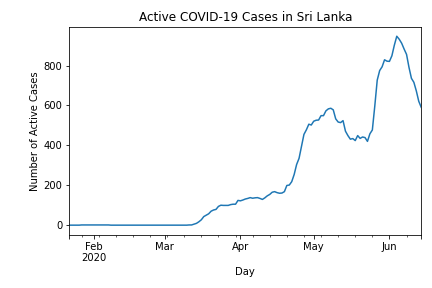 Active COVID-19 Cases in Sri Lanka
Number of Active Cases
800
600
400
200
0
Feb Mar Apr May Jun
2020
Day